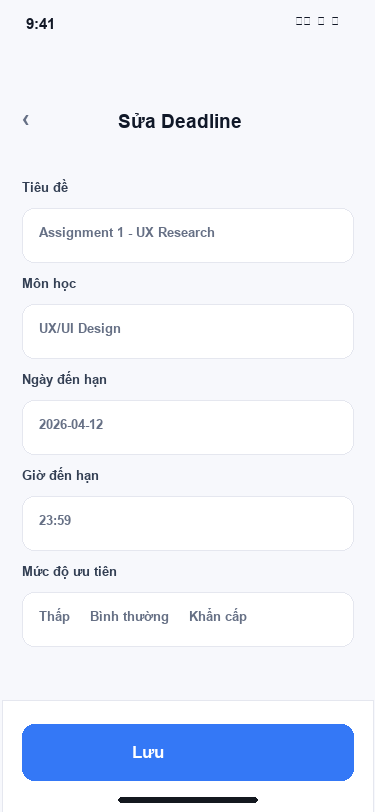 9:41
‹ Sửa Deadline
Tiêu đề
Assignment 1 - UX Research
Môn học
UX/UI Design
Ngày đến hạn
2026-04-12
Giờ đến hạn
23:59
Mức độ ưu tiên
Thấp Bình thường Khẩn cấp
Lưu